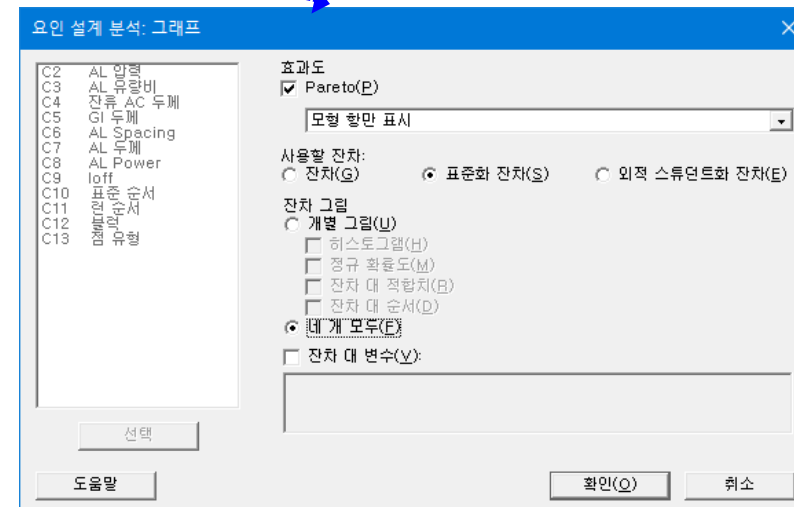 요인 설계 분석: 그래프
C2 AL 압력
C3 AL 유량비
C4 잔류 AC 두께
C5 GI 두께
C6 AL Spacing
C7 AL 두께
C8 AL Power
C9 Ioff
C10 표준 순서
C11 런 순서
C12 블럭
C13 점 유형
선택
도움말
효과도
Pareto(P)
모형 항만 표시
사용할 잔차:
잔차(G) 표준화 잔차(S) 외적 스튜던트화 잔차(E)
잔차 그림
개별 그림(U)
히스토그램(H)
정규 확률도(M)
잔차 대 적합치(R)
잔차 대 순서(D)
네 개 모두(F)
잔차 대 변수(V):
확인(O) 취소